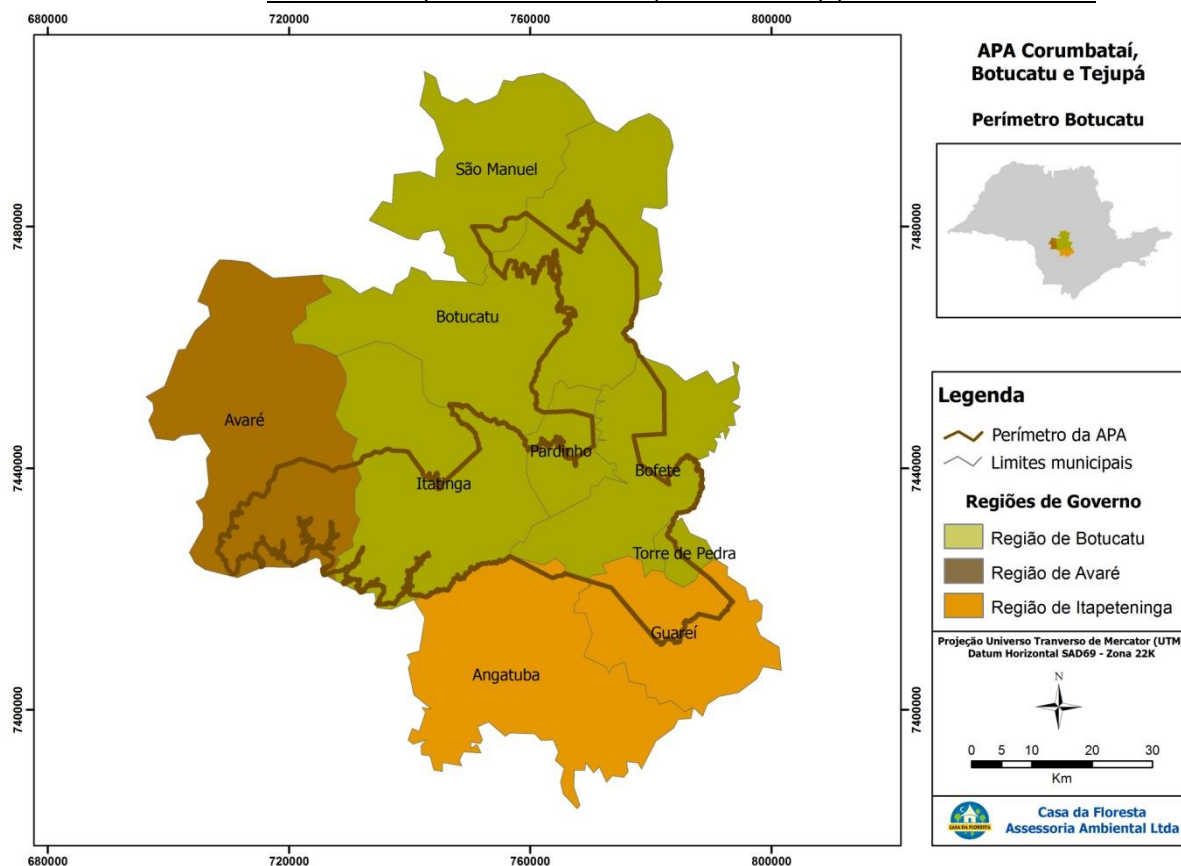 680000
720000
760000
800000
7480000
7440000
7400000
7480000
7440000
7400000
São Manuel
Botucatu
Avaré
Pardinho
Itatinga
Bofete
Torre de Pedra
Guareí
Angatuba
680000
720000
760000
800000
APA Corumbataí,
Botucatu e Tejupá
Perímetro Botucatu
Legenda
Perímetro da APA
Limites municipais
Regiões de Governo
Região de Botucatu
Região de Avaré
Região de Itapeteninga
Projeção Universo Tranverso de Mercator (UTM
Datum Horizontal SAD69 - Zona 22K
N
0 5 10 20 30
Km
CASA DA FLORESTA
Casa da Floresta
Assessoria Ambiental Ltda